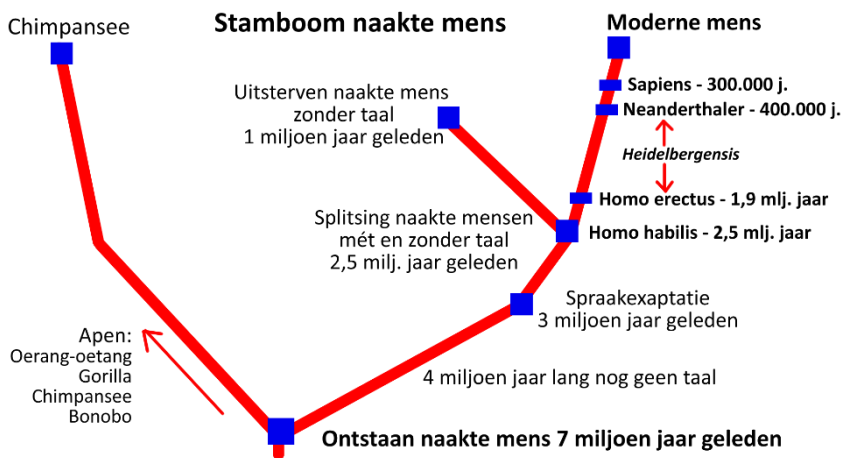 Stamboom naakte mens
Chimpansee
Moderne mens
Sapiens - 300.000 j.
Neanderthaler - 400.000 j.
Heidelbergensis
Homo erectus - 1,9 mlj. jaar
Homo habilis - 2,5 mlj. jaar
Uitsterven naakte mens
zonder taal
1 miljoen jaar geleden
Splitsing naakte mensen
mét en zonder taal
2,5 milj. jaar geleden
Spraakexaptatie
3 miljoen jaar geleden
Apen:
Oerang-oetang
Gorilla
Chimpansee
Bonobo
4 miljoen jaar lang nog geen taal
Ontstaan naakte mens 7 miljoen jaar geleden